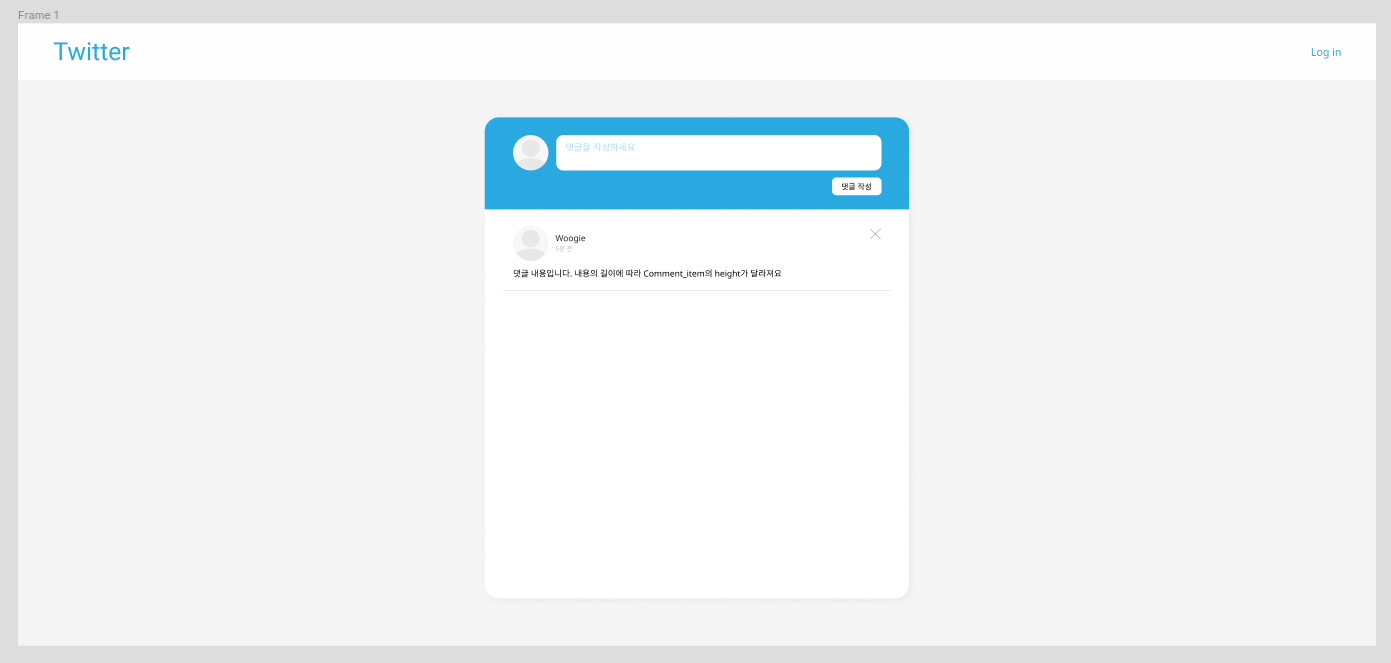 Frame 1
Twitter
Log in
댓글을 작성하세요
댓글 작성
Woogie
5분 전
댓글 내용입니다. 내용의 길이에 따라 Comment_item의 height가 달라져요